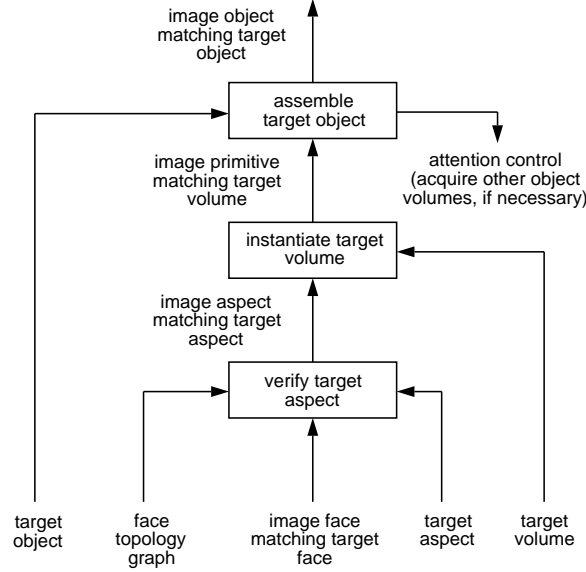 image object
matching target
object
assemble
target object
image primitive
matching target
volume
attention control
(acquire other object
volumes, if necessary)
instantiate target
volume
image aspect
matching target
aspect
verify target
aspect
target
object
face
topology
graph
image face
matching target
face
target
aspect
target
volume